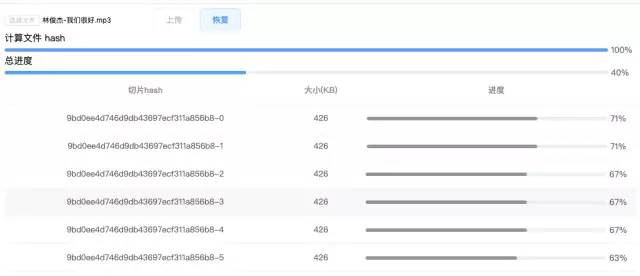 选择文件 林俊杰-我们很好.mp3 上传 恢复
计算文件 hash
100%
总进度
40%
切片hash 大小(KB) 进度
9bd0ee4d746d9db43697ecf311a856b8-0 426 71%
9bd0ee4d746d9db43697ecf311a856b8-1 426 71%
9bd0ee4d746d9db43697ecf311a856b8-2 426 67%
9bd0ee4d746d9db43697ecf311a856b8-3 426 67%
9bd0ee4d746d9db43697ecf311a856b8-4 426 67%
9bd0ee4d746d9db43697ecf311a856b8-5 426 63%